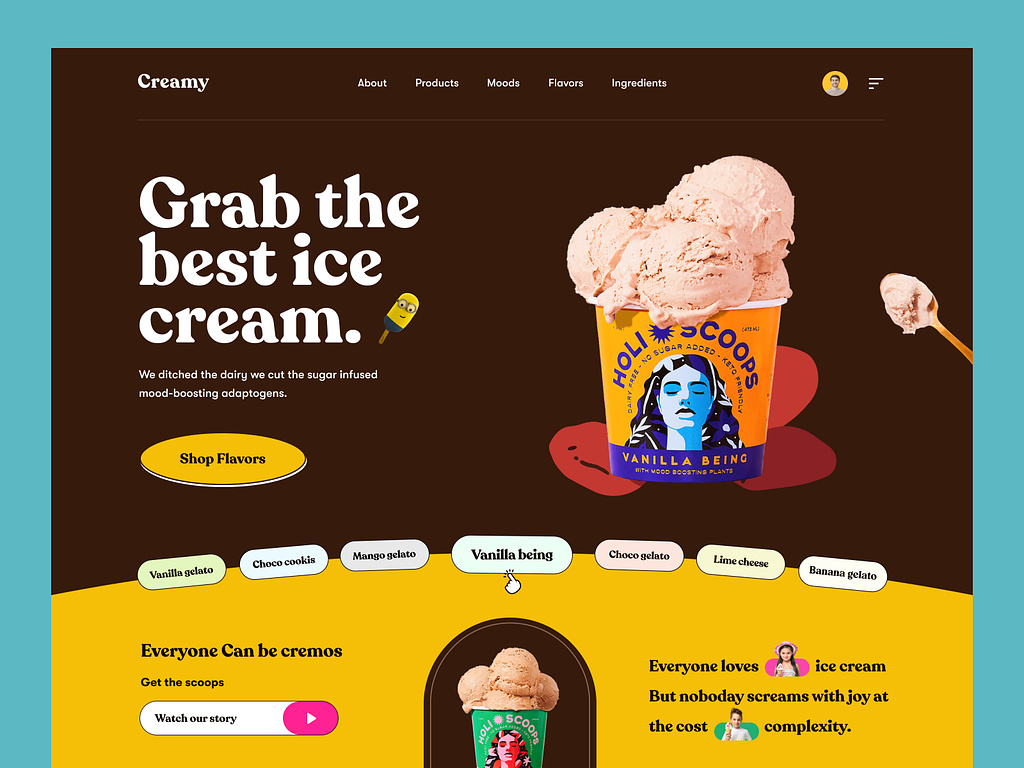 Creamy
About Products Moods Flavors Ingredients
Grab the
best ice
cream.
We ditched the dairy we cut the sugar infused
mood-boosting adaptogens.
Shop Flavors
HOLI SCOOPS
(473 ML)
DAIRY FREE - NO SUGAR ADDED - KETO FRIENDLY
VANILLA BEING
WITH MOOD BOOSTING PLANTS
Vanilla gelato
Choco cookis
Mango gelato
Vanilla being
Choco gelato
Lime cheese
Banana gelato
Everyone Can be cremos
Get the scoops
Watch our story
HOLI SCOOPS
Everyone loves ice cream
But noboday screams with joy at
the cost complexity.